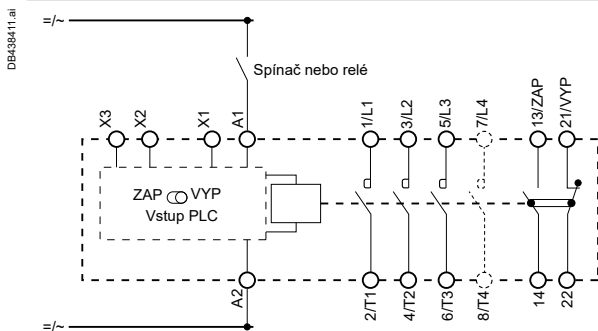 DB438411.ai
=/~
Spínač nebo relé
X3
X2
X1
A1
1/L1
3/L2
5/L3
7/L4
13/ZAP
21/VYP
ZAP VYP
Vstup PLC
A2
2/T1
4/T2
6/T3
8/T4
14
22
=/~